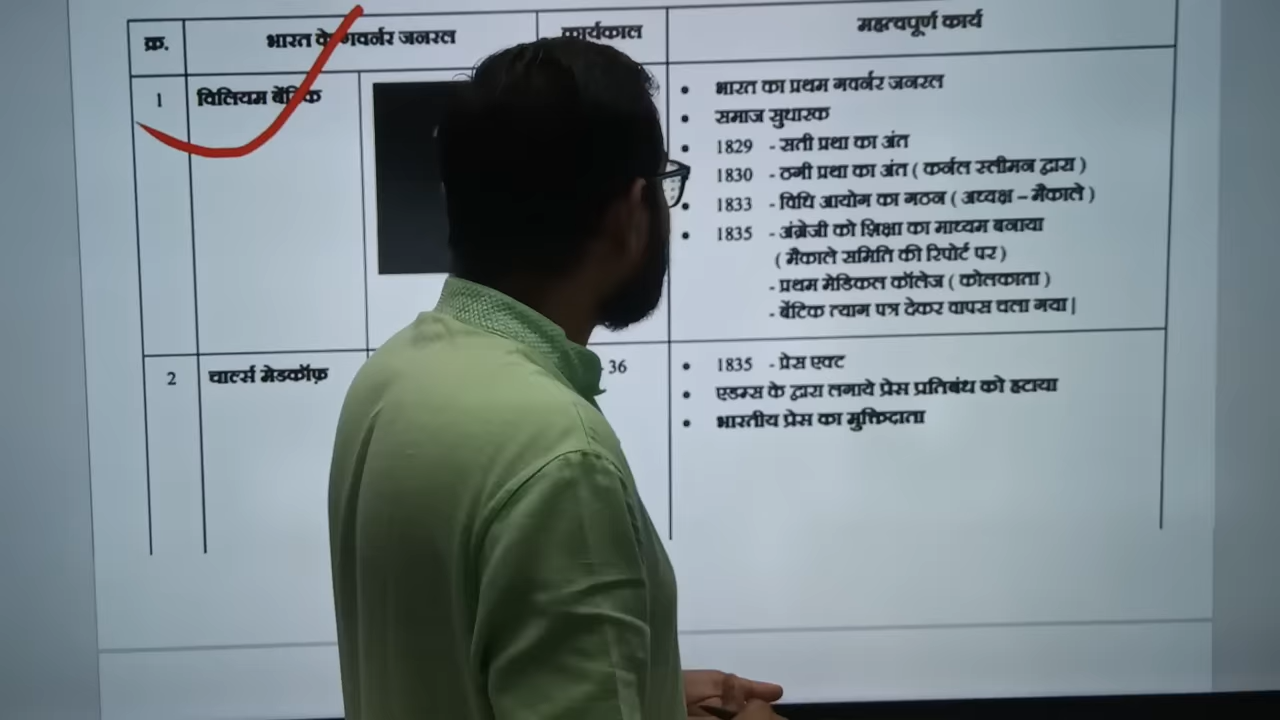 क्र. भारत के गवर्नर जनरल कार्यकाल महत्वपूर्ण कार्य
1 विलियम बेंटिक
• भारत का प्रथम गवर्नर जनरल
• समाज सुधारक
• 1829 - सती प्रथा का अंत
• 1830 - ठगी प्रथा का अंत ( कर्नल स्लीमन द्वारा )
• 1833 - विधि आयोग का गठन ( अध्यक्ष – मैकाले )
• 1835 - अंग्रेजी को शिक्षा का माध्यम बनाया
( मैकाले समिति की रिपोर्ट पर )
- प्रथम मेडिकल कॉलेज ( कोलकाता )
- बेंटिक त्याग पत्र देकर वापस चला गया |
2 चार्ल्स मेडकॉफ़ 36
• 1835 - प्रेस एक्ट
• एडम्स के द्वारा लगाये प्रेस प्रतिबंध को हटाया
• भारतीय प्रेस का मुक्तिदाता